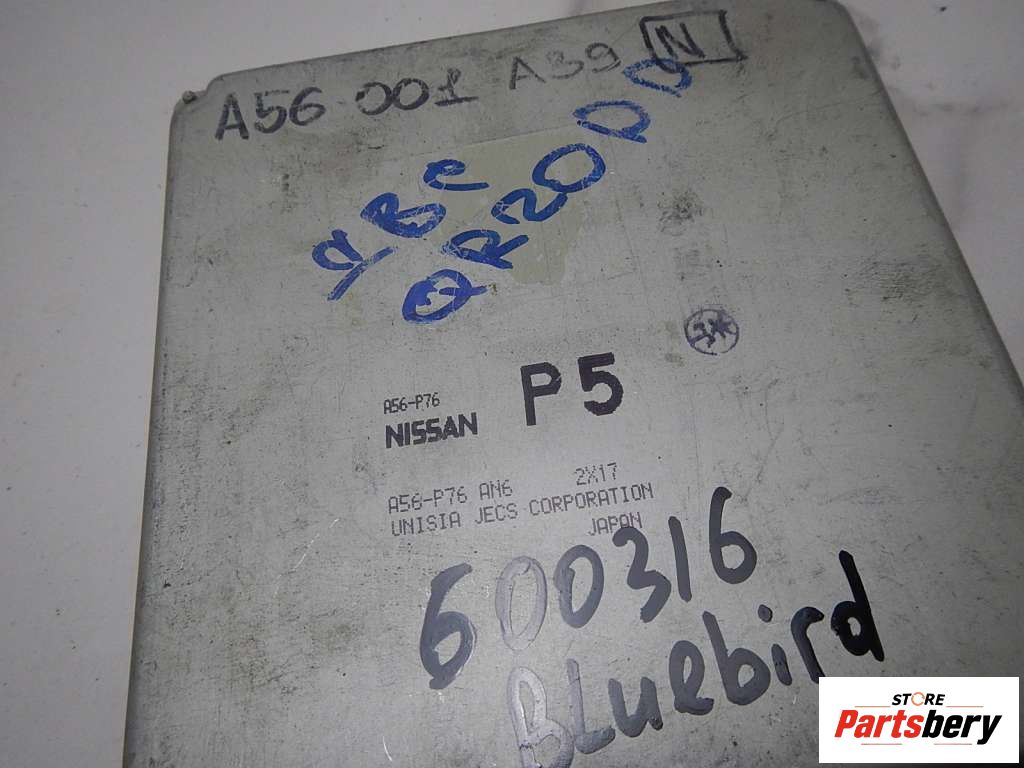 A56 001 A39 N
QR20DD
P5
A56-P76
NISSAN
A56-P76 AN6 2X17
UNISIA JECS CORPORATION
JAPAN
600316
BLuebird
STORE
Partsbery